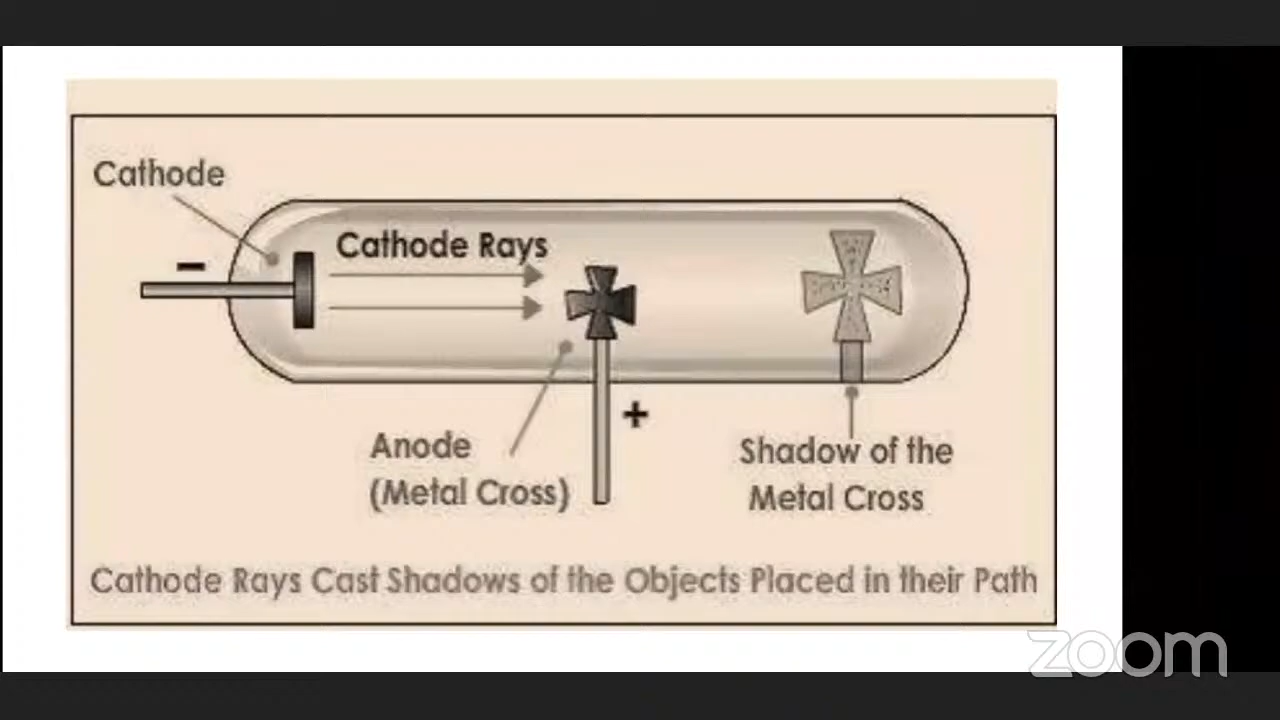 Cathode
−
Cathode Rays
+
Anode
(Metal Cross)
Shadow of the
Metal Cross
Cathode Rays Cast Shadows of the Objects Placed in their Path
zoom